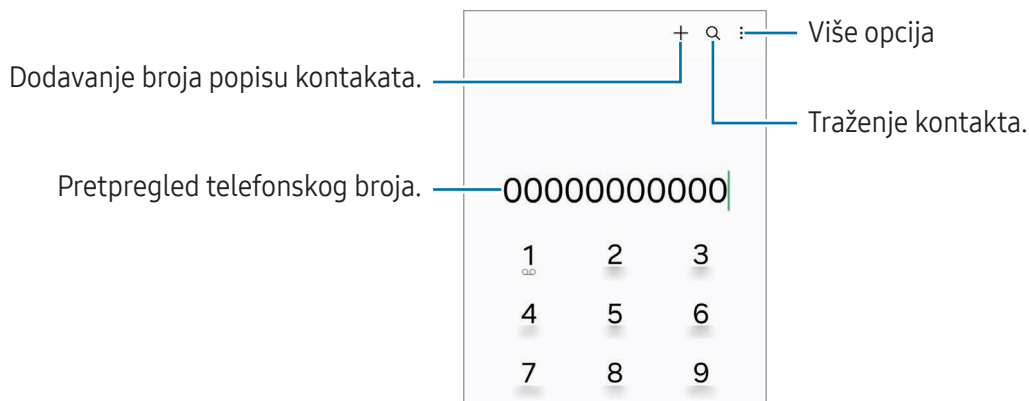 Više opcija
Dodavanje broja popisu kontakata.
Traženje kontakta.
Pretpregled telefonskog broja.
00000000000
1 2 3
4 5 6
7 8 9